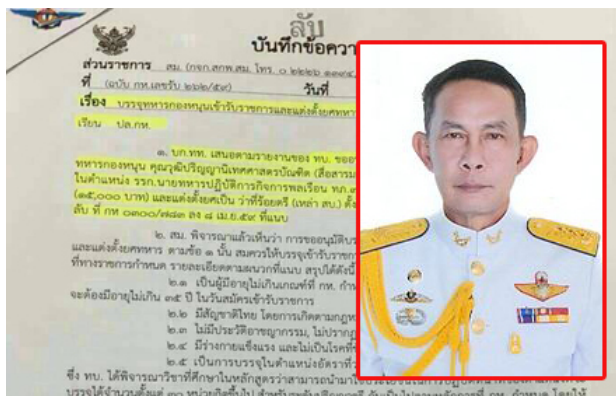 ลับ
บันทึกข้อควา
ส่วนราชการ สม. (กจก.สกพ.สม. โทร. ๐ ๒๒๒๖
ที่ (ฉบับ กห.เลขรับ ๒๖๒/๕๙) วันที่
เรื่อง บรรจุทหารกองหนุนเข้ารับราชการและแต่งตั้งยศทหาร
เรียน ปล.กห.
๑. บก.ทท. เสนอตามรายงานของ ทบ. ขออ
ทหารกองหนุน คุณวุฒิปริญญานิเทศศาสตรบัณฑิต (สื่อสารม
ในตำแหน่ง รรก.นายทหารปฏิบัติการกิจการพลเรือน ทภ.๓
(๑๕,๐๐๐ บาท) และแต่งตั้งยศเป็น ว่าที่ร้อยตรี (เหล่า สบ.) ตั้ง
ลับ ที่ กห ๐๓๐๐/๗๘๓ ลง ๘ เม.ย.๕๙ ที่แนบ
๒. สม. พิจารณาแล้วเห็นว่า การขออนุมัติบร
และแต่งตั้งยศทหาร ตามข้อ ๑ นั้น สมควรให้บรรจุเข้ารับราชการ
ที่ทางราชการกำหนด รายละเอียดตามผนวกที่แนบ สรุปได้ดังนี้
๒.๑ เป็นผู้มีอายุไม่เกินเกณฑ์ที่ กห. กำห
จะต้องมีอายุไม่เกิน ๓๕ ปี ในวันสมัครเข้ารับราชการ
๒.๒ มีสัญชาติไทย โดยการเกิดตามกฎห
๒.๓ ไม่มีประวัติอาชญากรรม, ไม่ปราก
๒.๔ มีร่างกายแข็งแรง และไม่เป็นโรค
๒.๕ เป็นการบรรจุในตำแหน่งอัตรา
ซึ่ง ทบ. ได้พิจารณาวิชาที่ศึกษาในหลักสูตรว่าสามารถนำมา